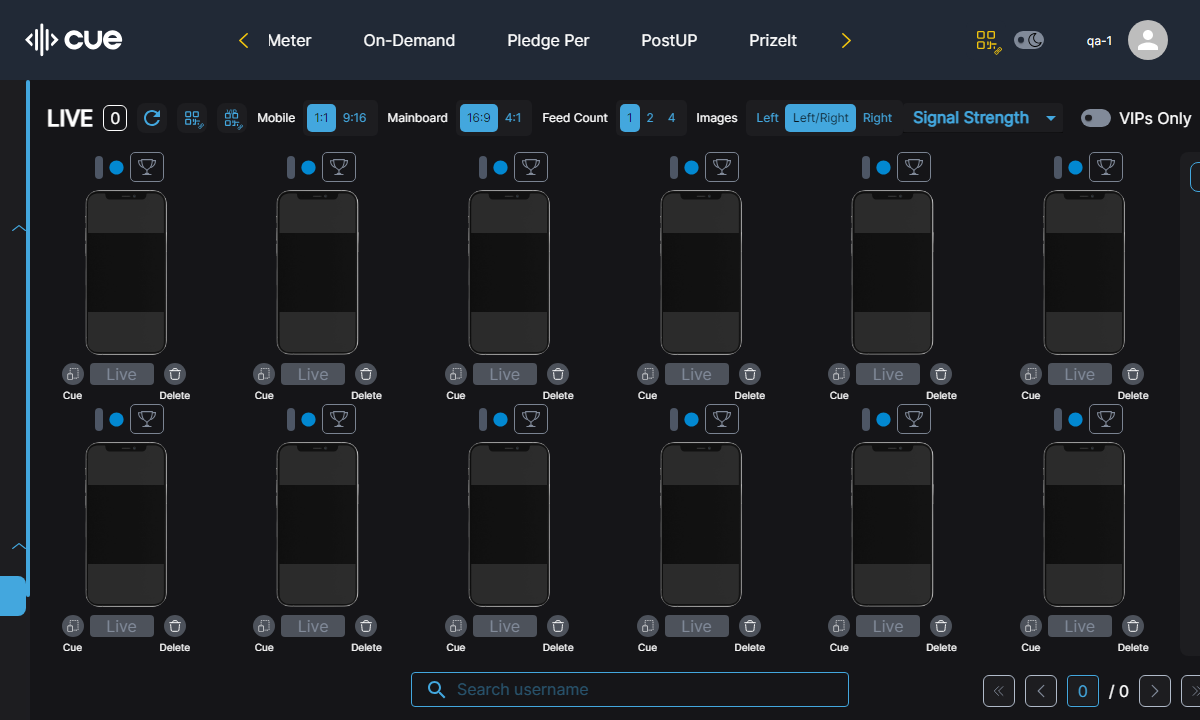 cue
Meter
On-Demand
Pledge Per
PostUP
PrizeIt
qa-1
LIVE 0
VIP
Mobile 1:1 9:16
Mainboard 16:9 4:1
Feed Count 1 2 4
Images Left Left/Right Right
Signal Strength
VIPs Only
Live Live Live Live Live Live
Cue Delete Cue Delete Cue Delete Cue Delete Cue Delete Cue Delete
Live Live Live Live Live Live
Cue Delete Cue Delete Cue Delete Cue Delete Cue Delete Cue Delete
Search username
0 / 0